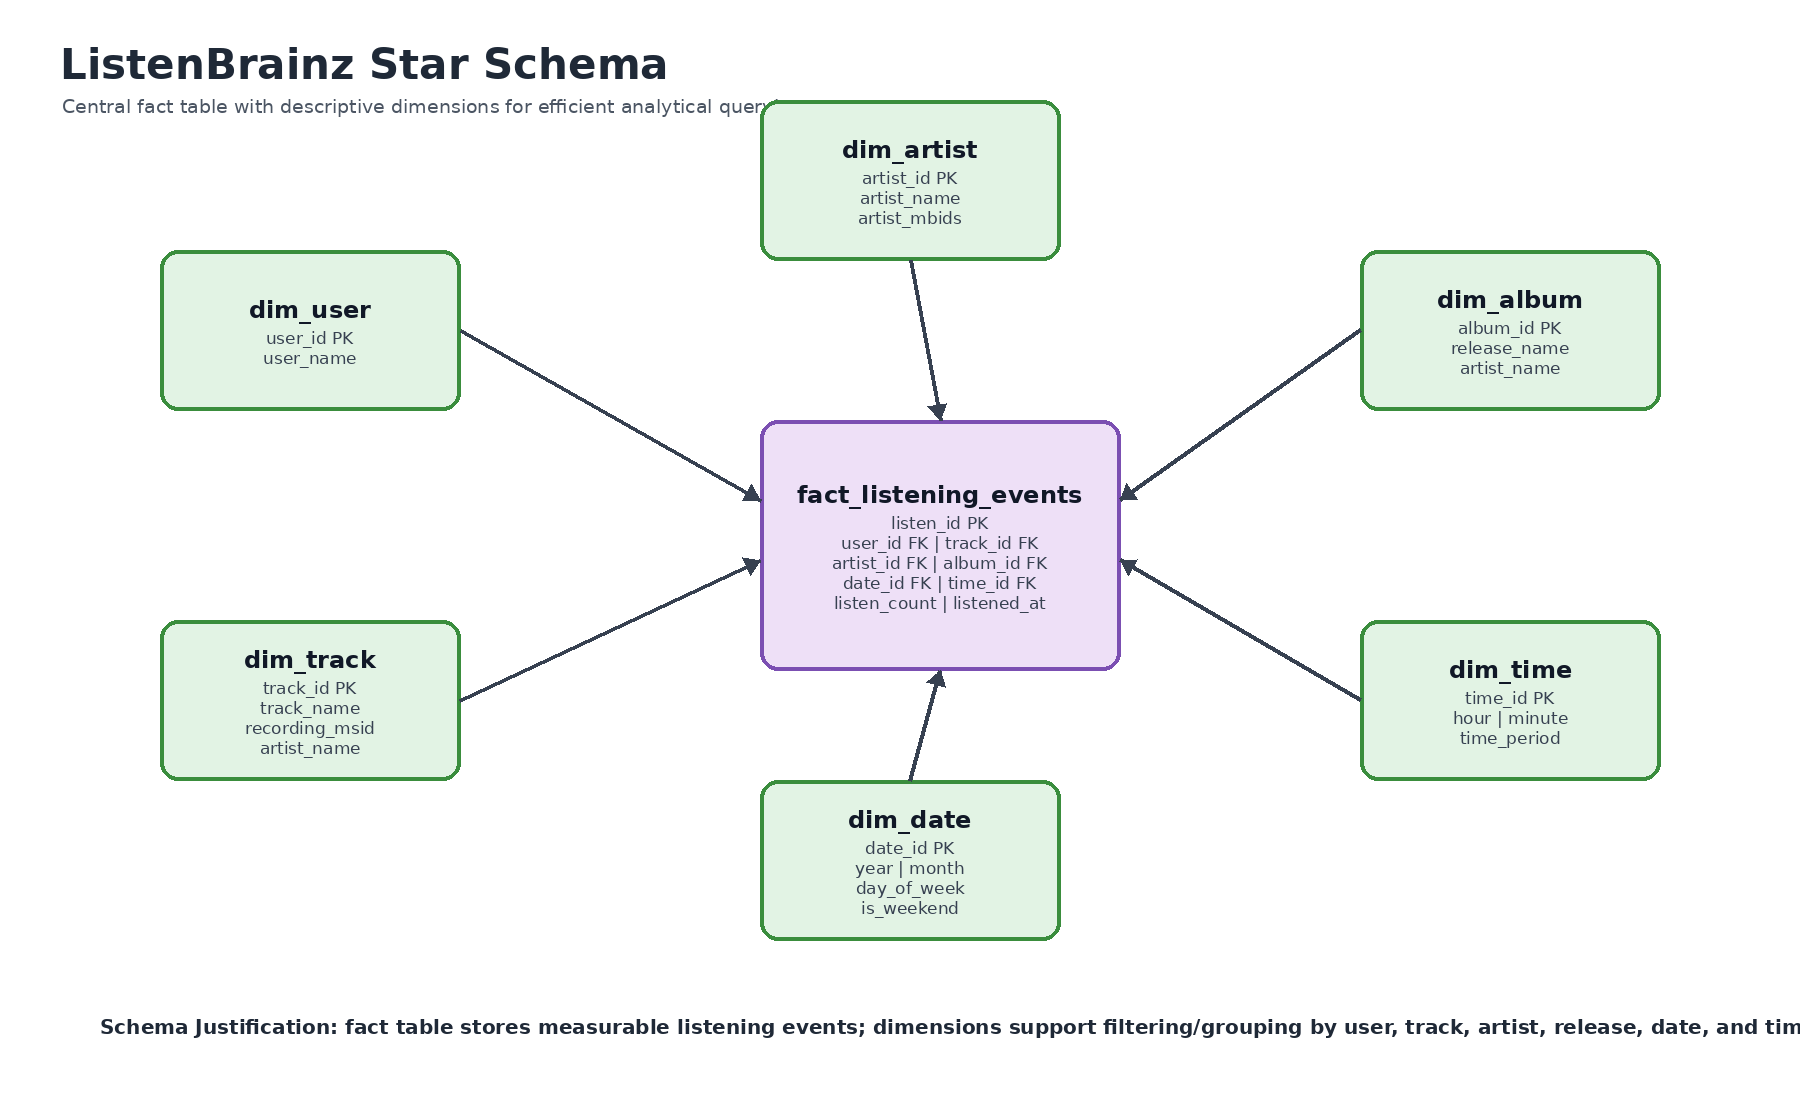 ListenBrainz Star Schema
Central fact table with descriptive dimensions for efficient analytical query
dim_artist
artist_id PK
artist_name
artist_mbids
dim_user
user_id PK
user_name
dim_album
album_id PK
release_name
artist_name
fact_listening_events
listen_id PK
user_id FK | track_id FK
artist_id FK | album_id FK
date_id FK | time_id FK
listen_count | listened_at
dim_track
track_id PK
track_name
recording_msid
artist_name
dim_time
time_id PK
hour | minute
time_period
dim_date
date_id PK
year | month
day_of_week
is_weekend
Schema Justification: fact table stores measurable listening events; dimensions support filtering/grouping by user, track, artist, release, date, and tim